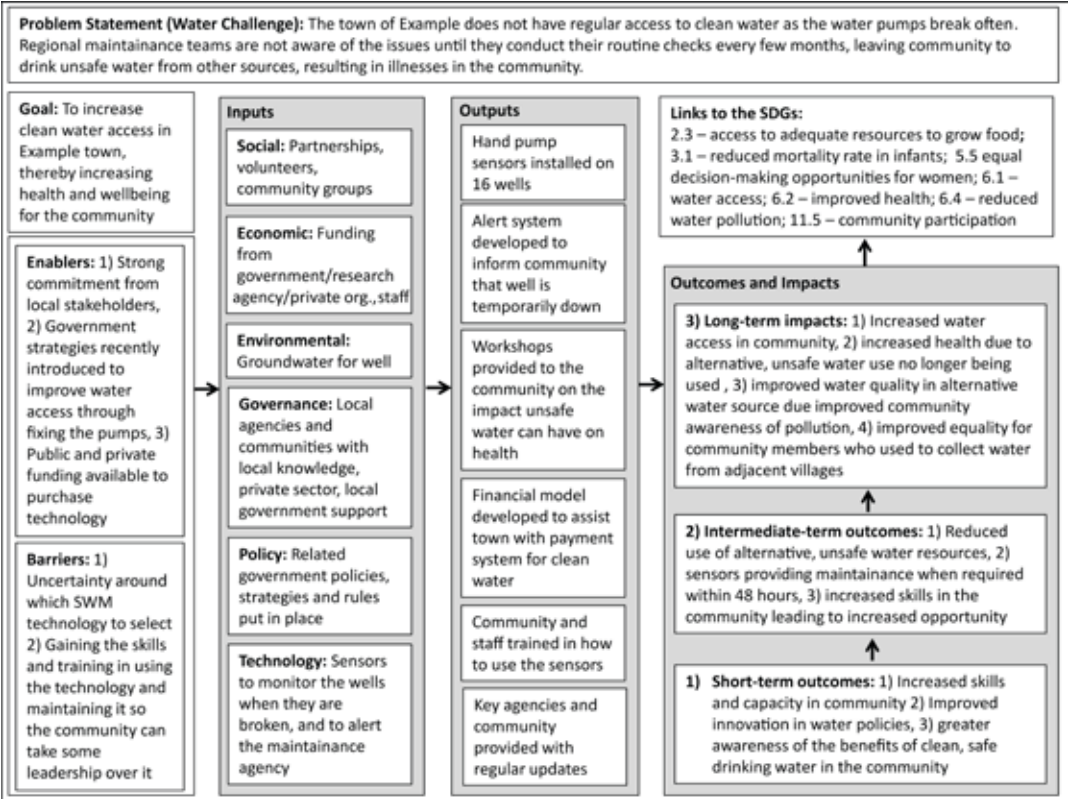 Problem Statement (Water Challenge): The town of Example does not have regular access to clean water as the water pumps break often.
Regional maintainance teams are not aware of the issues until they conduct their routine checks every few months, leaving community to
drink unsafe water from other sources, resulting in illnesses in the community.
Goal: To increase
clean water access in
Example town,
thereby increasing
health and wellbeing
for the community
Enablers: 1) Strong
commitment from
local stakeholders,
2) Government
strategies recently
introduced to
improve water
access through
fixing the pumps, 3)
Public and private
funding available to
purchase
technology
Barriers: 1)
Uncertainty around
which SWM
technology to select
2) Gaining the skills
and training in using
the technology and
maintaining it so
the community can
take some
leadership over it
Inputs
Social: Partnerships,
volunteers,
community groups
Economic: Funding
from
government/research
agency/private org., staff
Environmental:
Groundwater for well
Governance: Local
agencies and
communities with
local knowledge,
private sector, local
government support
Policy: Related
government policies,
strategies and rules
put in place
Technology: Sensors
to monitor the wells
when they are
broken, and to alert
the maintainance
agency
Outputs
Hand pump
sensors installed on
16 wells
Alert system
developed to
inform community
that well is
temporarily down
Workshops
provided to the
community on the
impact unsafe
water can have on
health
Financial model
developed to assist
town with payment
system for clean
water
Community and
staff trained in how
to use the sensors
Key agencies and
community
provided with
regular updates
Links to the SDGs:
2.3 – access to adequate resources to grow food;
3.1 – reduced mortality rate in infants; 5.5 equal
decision-making opportunities for women; 6.1 –
water access; 6.2 – improved health; 6.4 – reduced
water pollution; 11.5 – community participation
Outcomes and Impacts
3) Long-term impacts: 1) Increased water
access in community, 2) increased health due to
alternative, unsafe water use no longer being
used , 3) improved water quality in alternative
water source due improved community
awareness of pollution, 4) improved equality for
community members who used to collect water
from adjacent villages
2) Intermediate-term outcomes: 1) Reduced
use of alternative, unsafe water resources, 2)
sensors providing maintainance when required
within 48 hours, 3) increased skills in the
community leading to increased opportunity
1) Short-term outcomes: 1) Increased skills
and capacity in community 2) Improved
innovation in water policies, 3) greater
awareness of the benefits of clean, safe
drinking water in the community